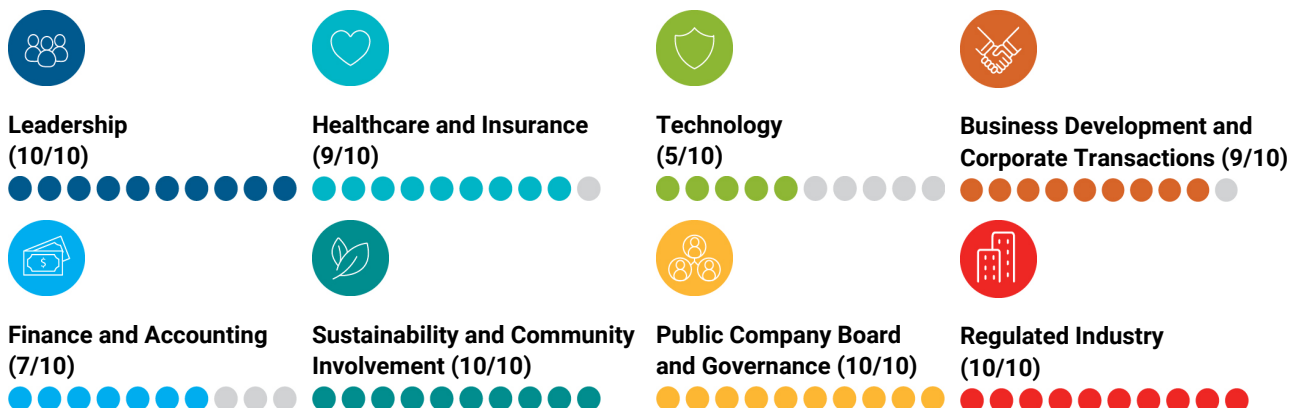 Leadership
(10/10)
Healthcare and Insurance
(9/10)
Technology
(5/10)
Business Development and
Corporate Transactions (9/10)
$
Finance and Accounting
(7/10)
Sustainability and Community
Involvement (10/10)
Public Company Board
and Governance (10/10)
Regulated Industry
(10/10)